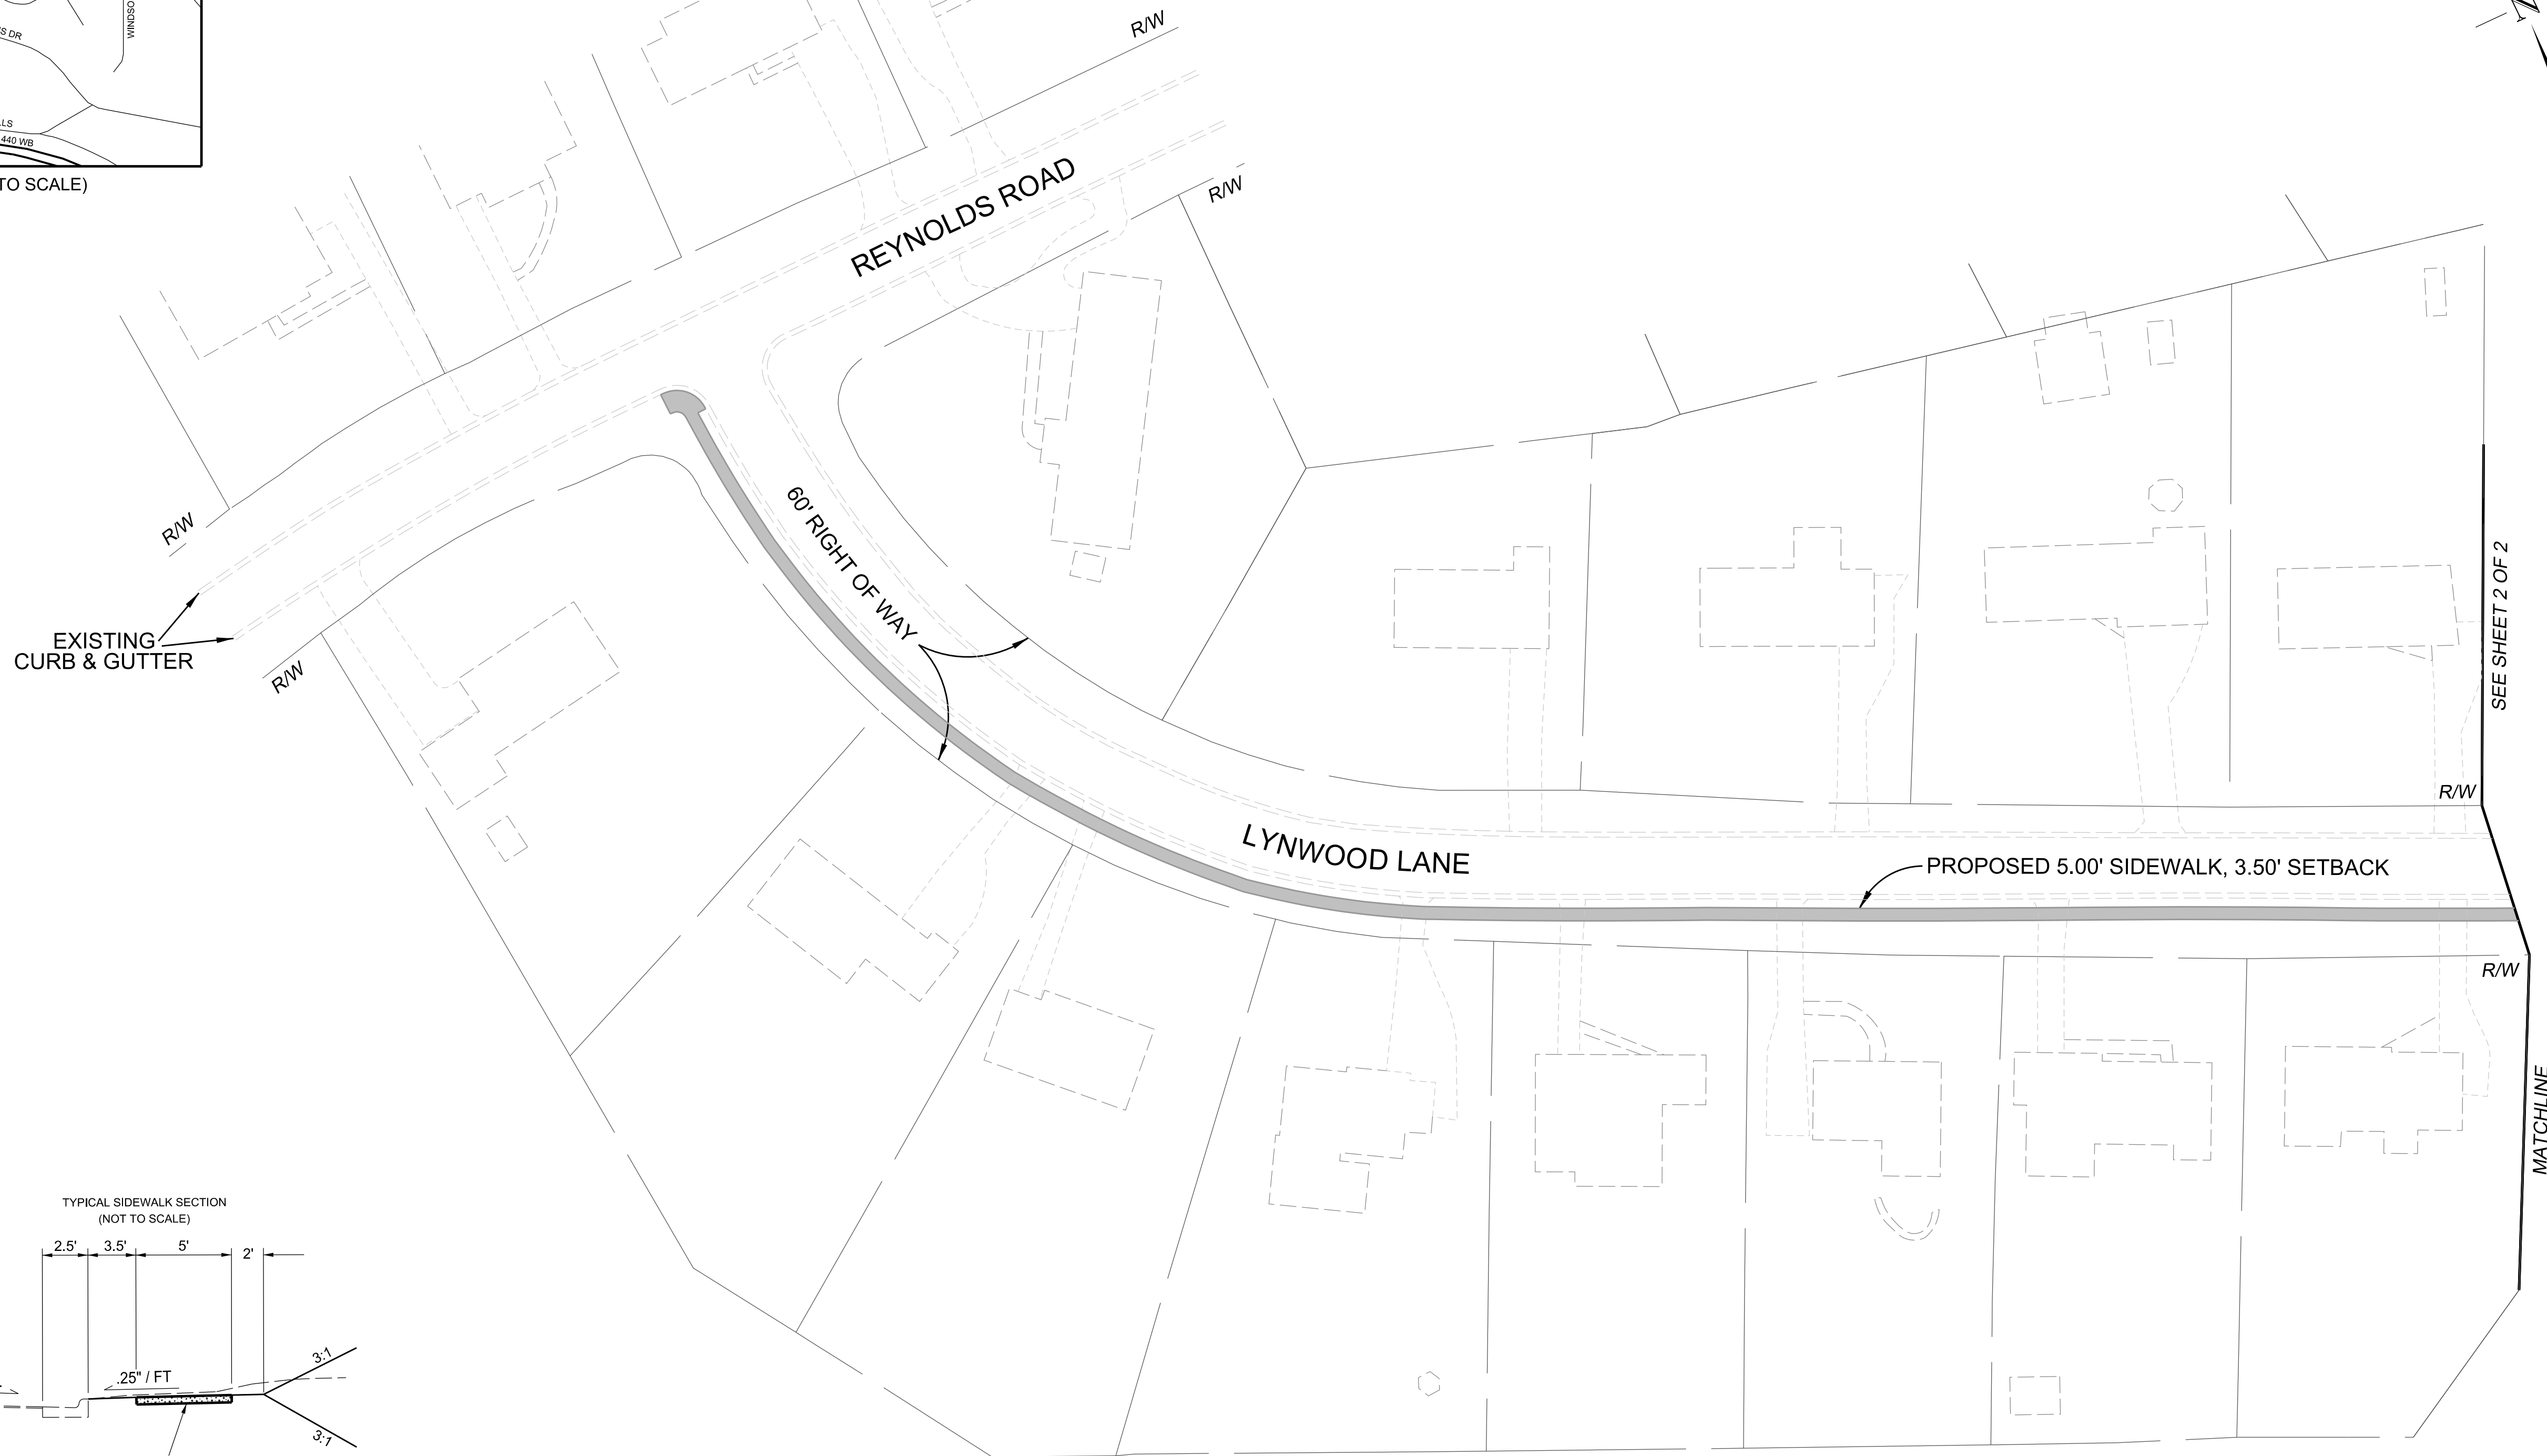 WINDSO
S DR
LLS
440 WB
TO SCALE)
N
R/W
REYNOLDS ROAD
R/W
60' RIGHT OF WAY
R/W
EXISTING
CURB & GUTTER
R/W
SEE SHEET 2 OF 2
R/W
LYNWOOD LANE
PROPOSED 5.00' SIDEWALK, 3.50' SETBACK
R/W
MATCHLINE
TYPICAL SIDEWALK SECTION
(NOT TO SCALE)
2.5' 3.5' 5' 2'
.25" / FT
3:1
3:1